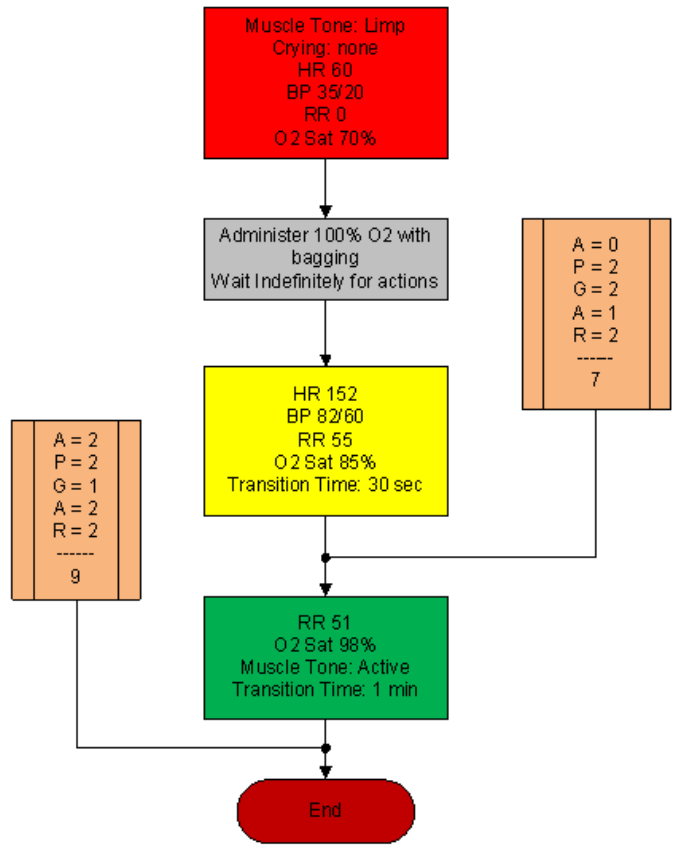 Muscle Tone: Limp
Crying: none
HR 60
BP 35/20
RR 0
O2 Sat 70%
Administer 100% O2 with
bagging
Wait Indefinitely for actions
A = 0
P = 2
G = 2
A = 1
R = 2
------
7
HR 152
BP 82/60
RR 55
O2 Sat 85%
Transition Time: 30 sec
A = 2
P = 2
G = 1
A = 2
R = 2
------
9
RR 51
O2 Sat 98%
Muscle Tone: Active
Transition Time: 1 min
End